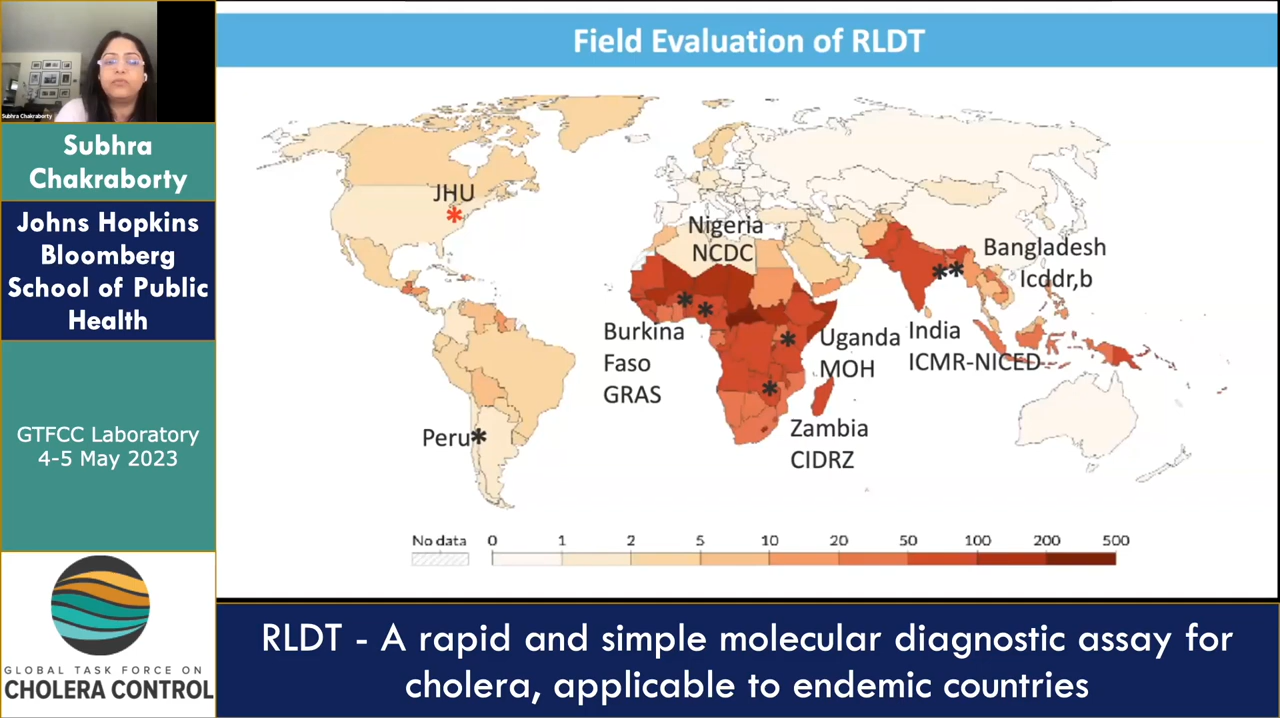 Subhra Chakraborty
Subhra
Chakraborty
Johns Hopkins
Bloomberg
School of Public
Health
GTFCC Laboratory
4-5 May 2023
GLOBAL TASK FORCE ON
CHOLERA CONTROL
Field Evaluation of RLDT
JHU
*
Nigeria
NCDC
Bangladesh
Icddr,b
**
*
*
Burkina
Faso
GRAS
*
Uganda
MOH
India
ICMR-NICED
*
Zambia
CIDRZ
Peru*
No data 0 1 2 5 10 20 50 100 200 500
RLDT - A rapid and simple molecular diagnostic assay for
cholera, applicable to endemic countries